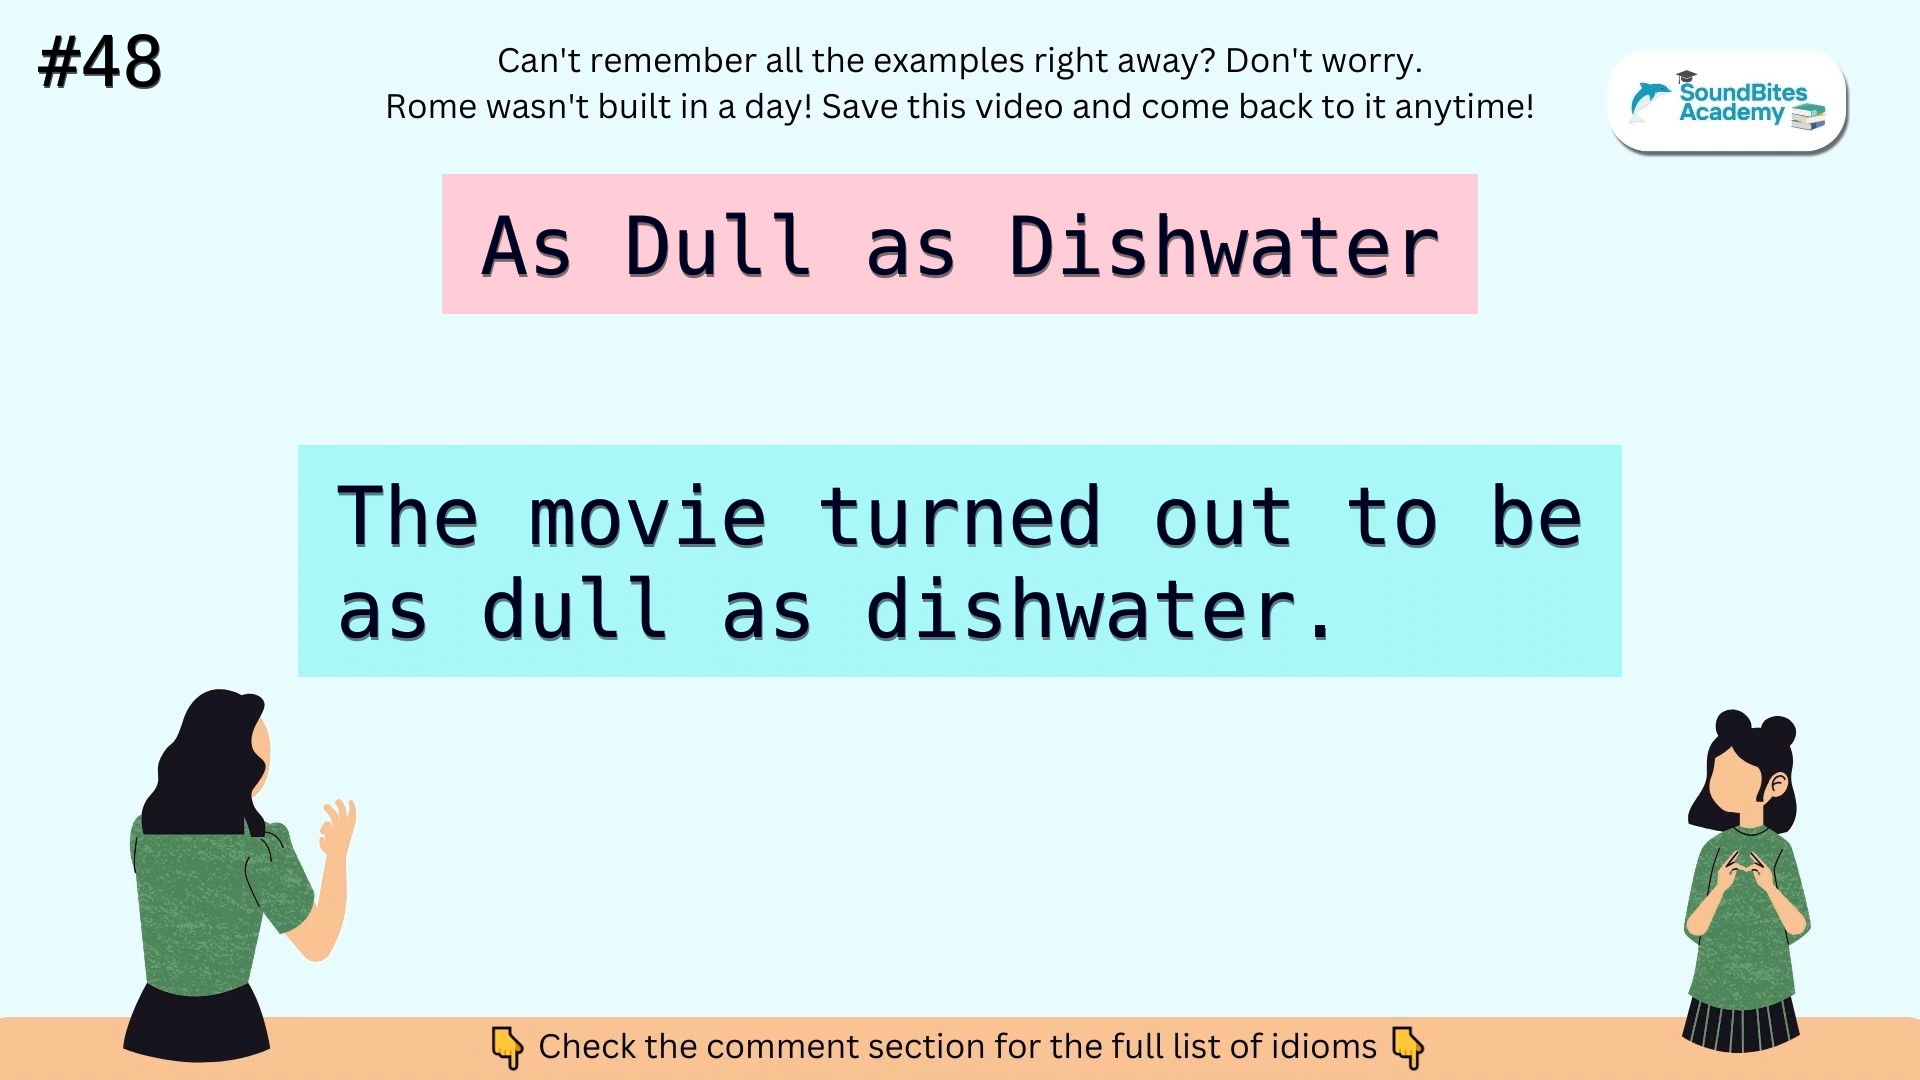 #48
Can't remember all the examples right away? Don't worry.
Rome wasn't built in a day! Save this video and come back to it anytime!
SoundBites
Academy
As Dull as Dishwater
The movie turned out to be
as dull as dishwater.
👇 Check the comment section for the full list of idioms 👇